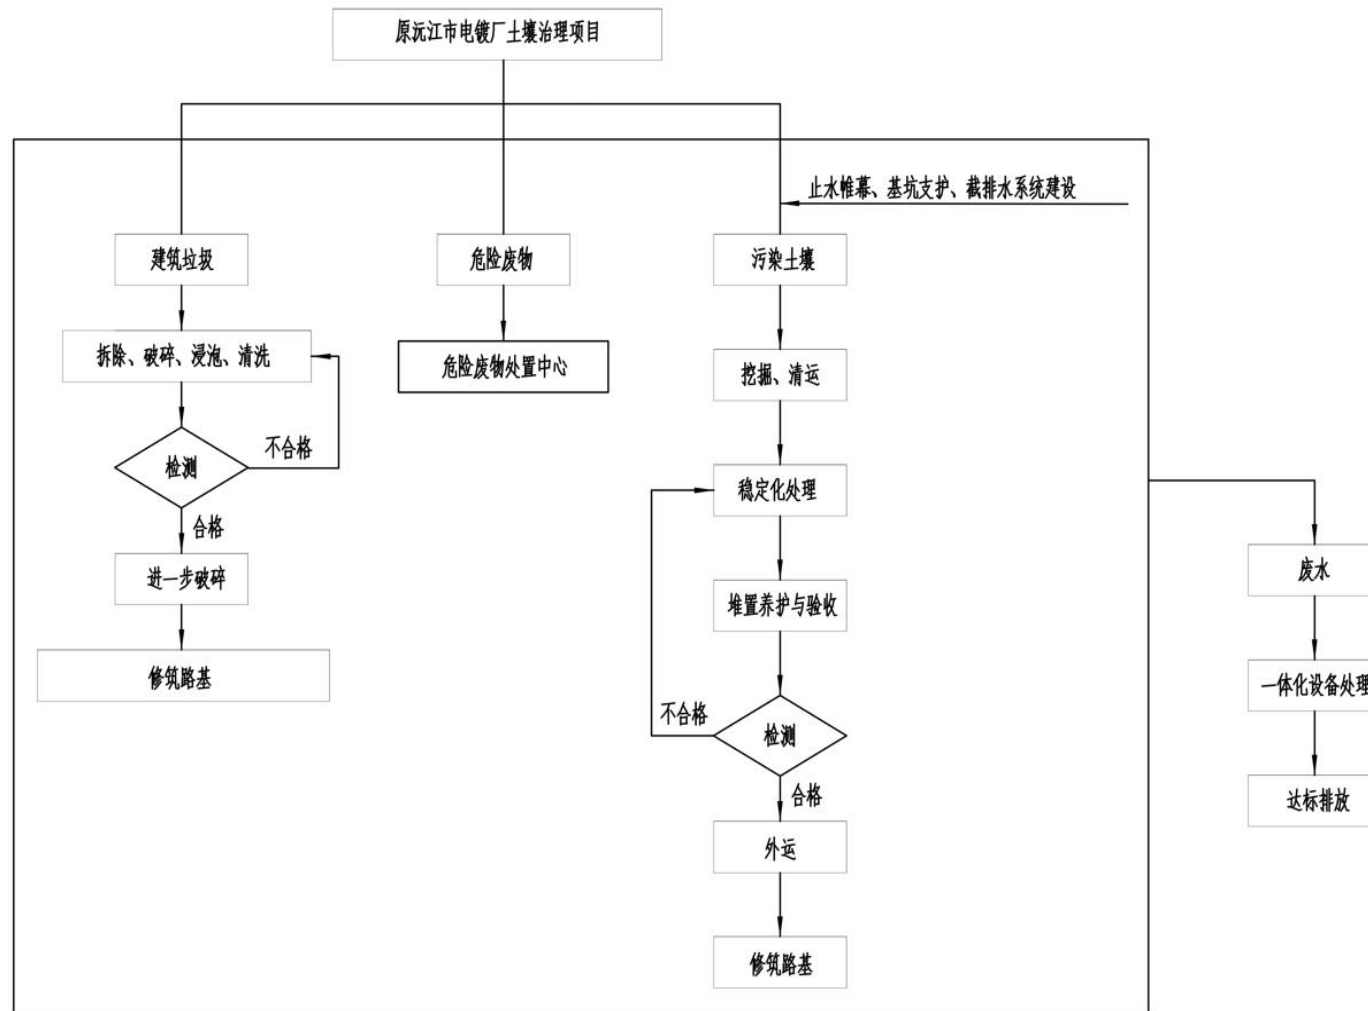 原沅江市电镀厂土壤治理项目
止水帷幕、基坑支护、截排水系统建设
建筑垃圾
危险废物
污染土壤
拆除、破碎、浸泡、清洗
危险废物处置中心
挖掘、清运
检测
不合格
合格
稳定化处理
进一步破碎
堆置养护与验收
修筑路基
不合格
检测
合格
外运
修筑路基
废水
一体化设备处理
达标排放